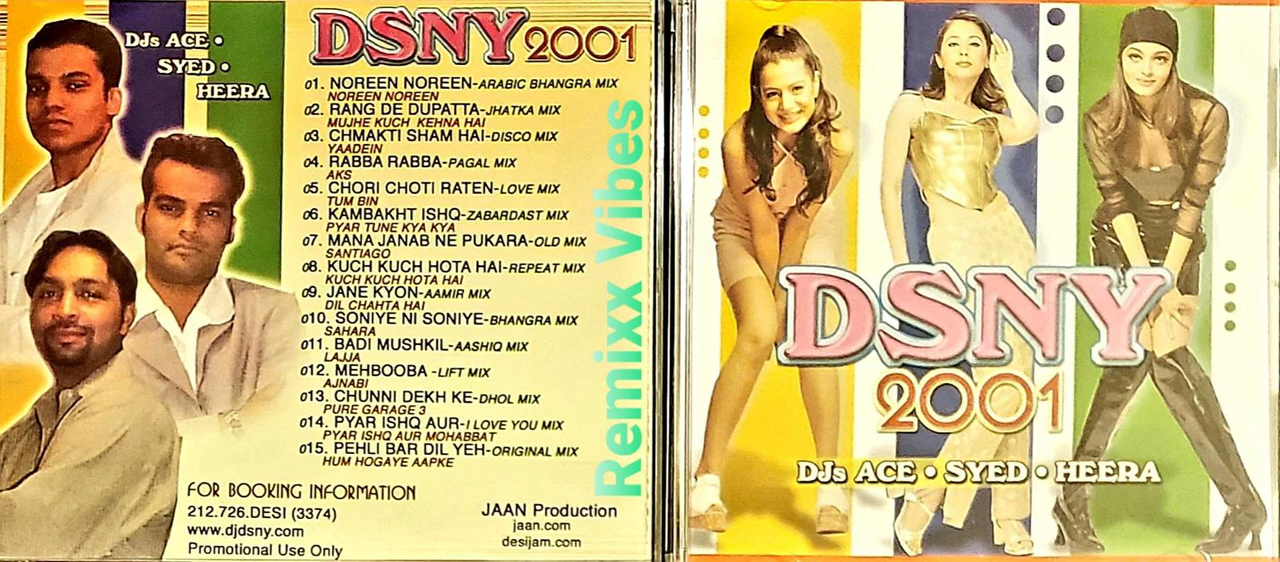 DJs ACE •
SYED •
HEERA
DSNY 2001
01. NOREEN NOREEN-ARABIC BHANGRA MIX
NOREEN NOREEN
02. RANG DE DUPATTA-JHATKA MIX
MUJHE KUCH KEHNA HAI
03. CHMAKTI SHAM HAI-DISCO MIX
YAADEIN
04. RABBA RABBA-PAGAL MIX
AKS
05. CHORI CHOTI RATEN-LOVE MIX
TUM BIN
06. KAMBAKHT ISHQ-ZABARDAST MIX
PYAR TUNE KYA KYA
07. MANA JANAB NE PUKARA-OLD MIX
SANTIAGO
08. KUCH KUCH HOTA HAI-REPEAT MIX
KUCH KUCH HOTA HAI
09. JANE KYON-AAMIR MIX
DIL CHAHTA HAI
010. SONIYE NI SONIYE-BHANGRA MIX
SAHARA
011. BADI MUSHKIL-AASHIQ MIX
LAJJA
012. MEHBOOBA -LIFT MIX
AJNABI
013. CHUNNI DEKH KE-DHOL MIX
PURE GARAGE 3
014. PYAR ISHQ AUR-I LOVE YOU MIX
PYAR ISHQ AUR MOHABBAT
015. PEHLI BAR DIL YEH-ORIGINAL MIX
HUM HOGAYE AAPKE
FOR BOOKING INFORMATION
212.726.DESI (3374)
www.djdsny.com
Promotional Use Only
JAAN Production
jaan.com
desijam.com
Remixx Vibes
DSNY
2001
DJs ACE • SYED • HEERA